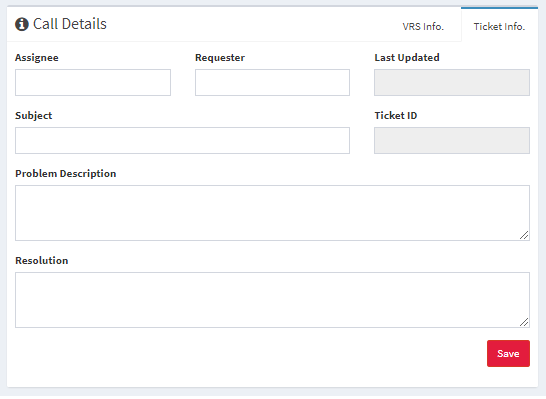 Call Details
VRS Info.
Ticket Info.
Assignee
Requester
Last Updated
Subject
Ticket ID
Problem Description
Resolution
Save